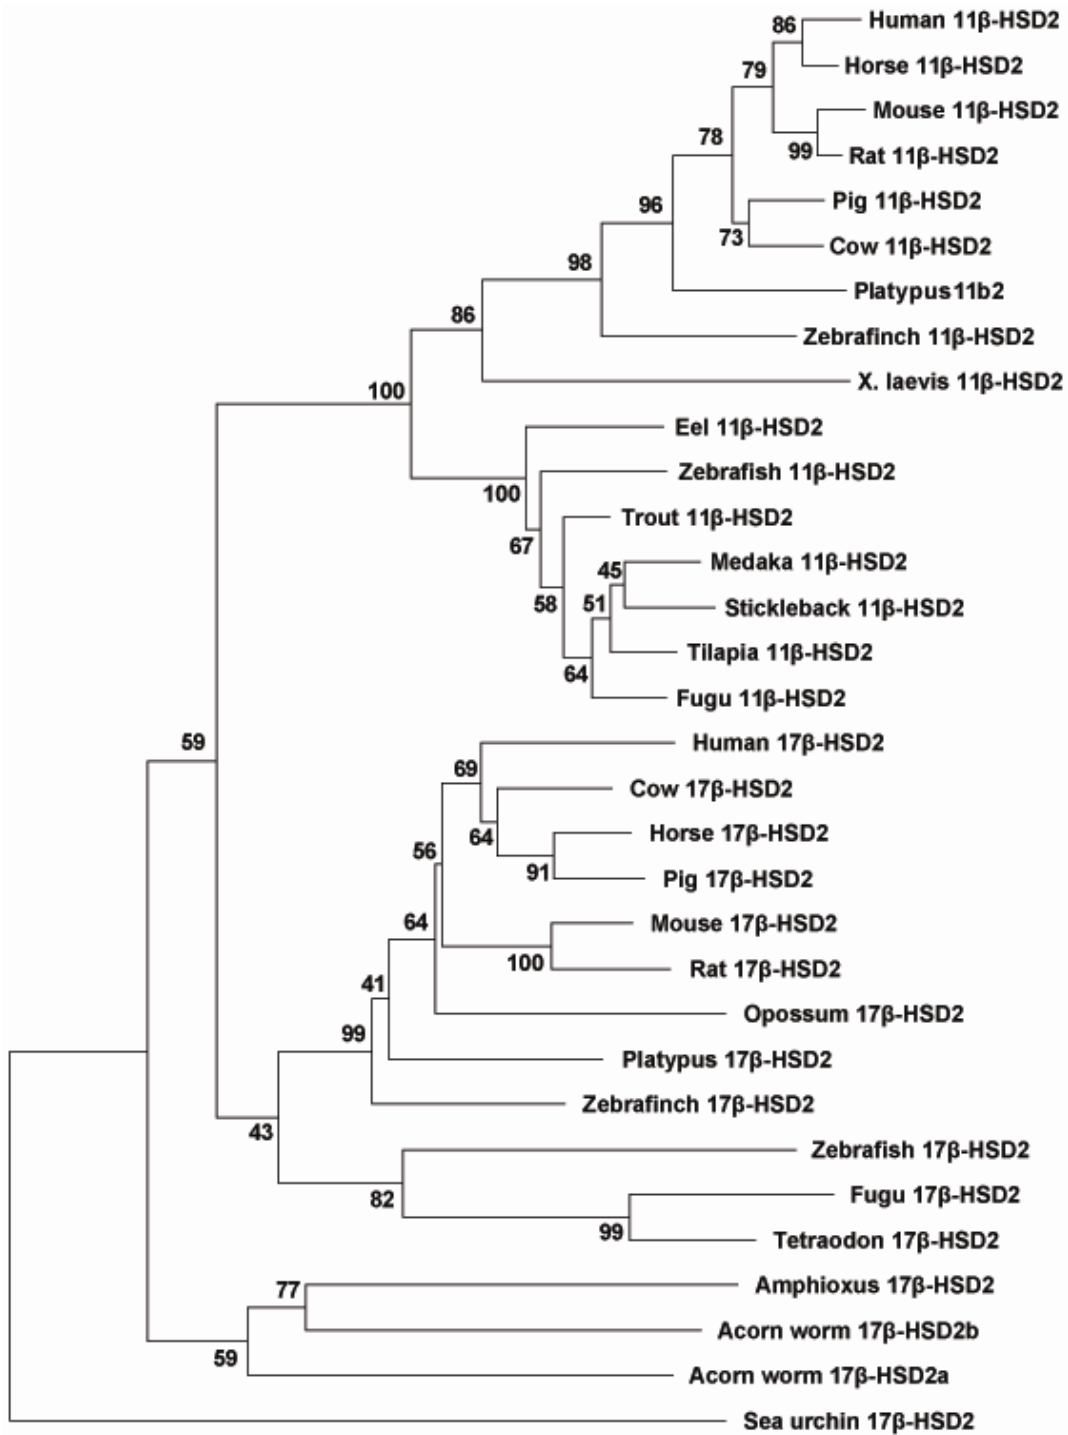 86 Human 11β-HSD2
79 Horse 11β-HSD2
Mouse 11β-HSD2
78
99 Rat 11β-HSD2
96 Pig 11β-HSD2
73 Cow 11β-HSD2
98
Platypus11b2
86
Zebrafinch 11β-HSD2
100 X. laevis 11β-HSD2
Eel 11β-HSD2
Zebrafish 11β-HSD2
100
Trout 11β-HSD2
67
45 Medaka 11β-HSD2
58 51 Stickleback 11β-HSD2
Tilapia 11β-HSD2
64
Fugu 11β-HSD2
59 Human 17β-HSD2
69
Cow 17β-HSD2
64 Horse 17β-HSD2
56
91 Pig 17β-HSD2
64 Mouse 17β-HSD2
100 Rat 17β-HSD2
41
Opossum 17β-HSD2
99
Platypus 17β-HSD2
Zebrafinch 17β-HSD2
43
Zebrafish 17β-HSD2
82 Fugu 17β-HSD2
99 Tetraodon 17β-HSD2
77 Amphioxus 17β-HSD2
Acorn worm 17β-HSD2b
59
Acorn worm 17β-HSD2a
Sea urchin 17β-HSD2